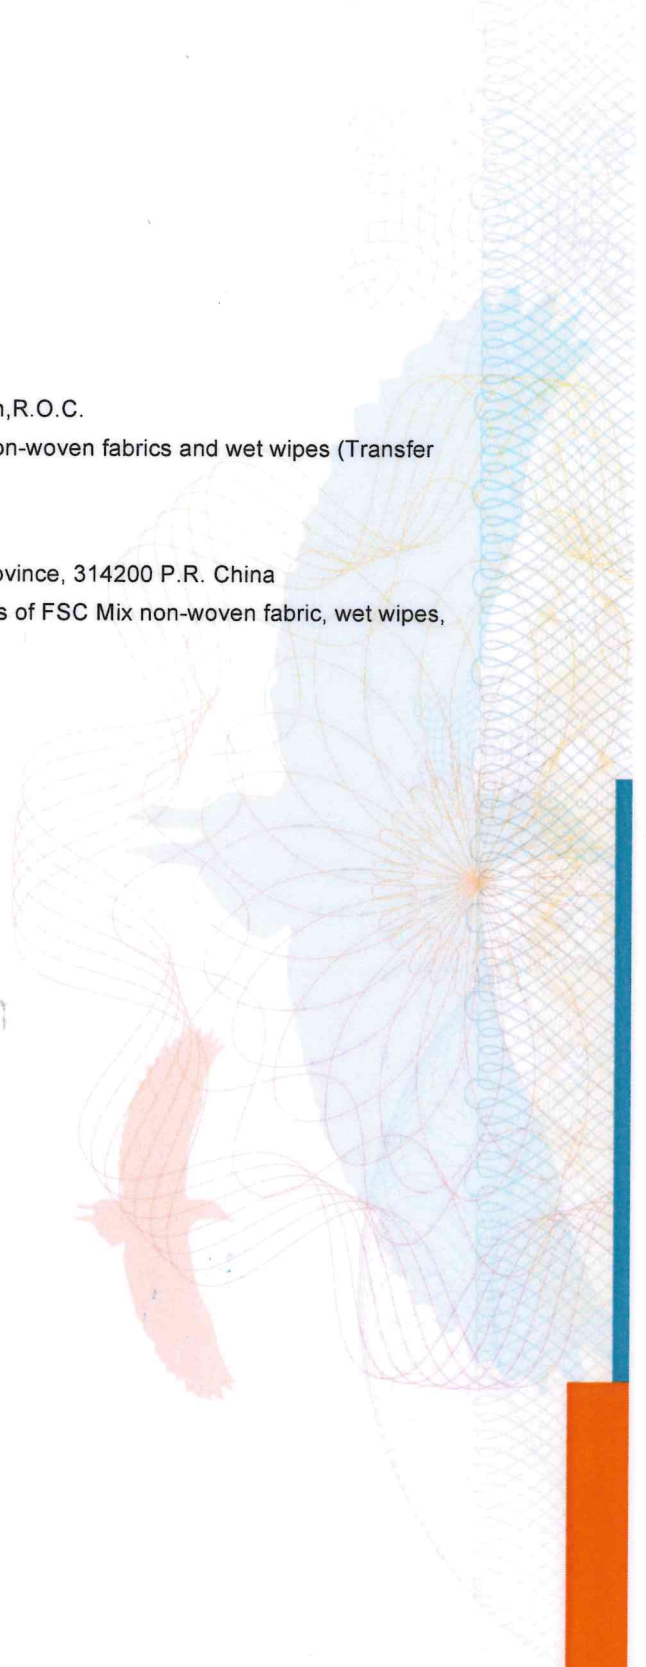 n,R.O.C.
on-woven fabrics and wet wipes (Transfer
ovince, 314200 P.R. China
s of FSC Mix non-woven fabric, wet wipes,